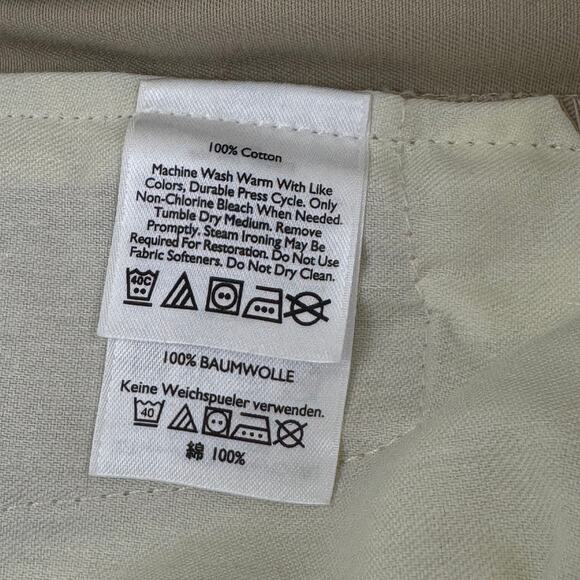 100% Cotton
Machine Wash Warm With Like
Colors, Durable Press Cycle. Only
Non-Chlorine Bleach When Needed.
Tumble Dry Medium. Remove
Promptly. Steam Ironing May Be
Required For Restoration. Do Not Use
Fabric Softeners. Do Not Dry Clean.
40C
100% BAUMWOLLE
Keine Weichspueler verwenden.
40
綿 100%